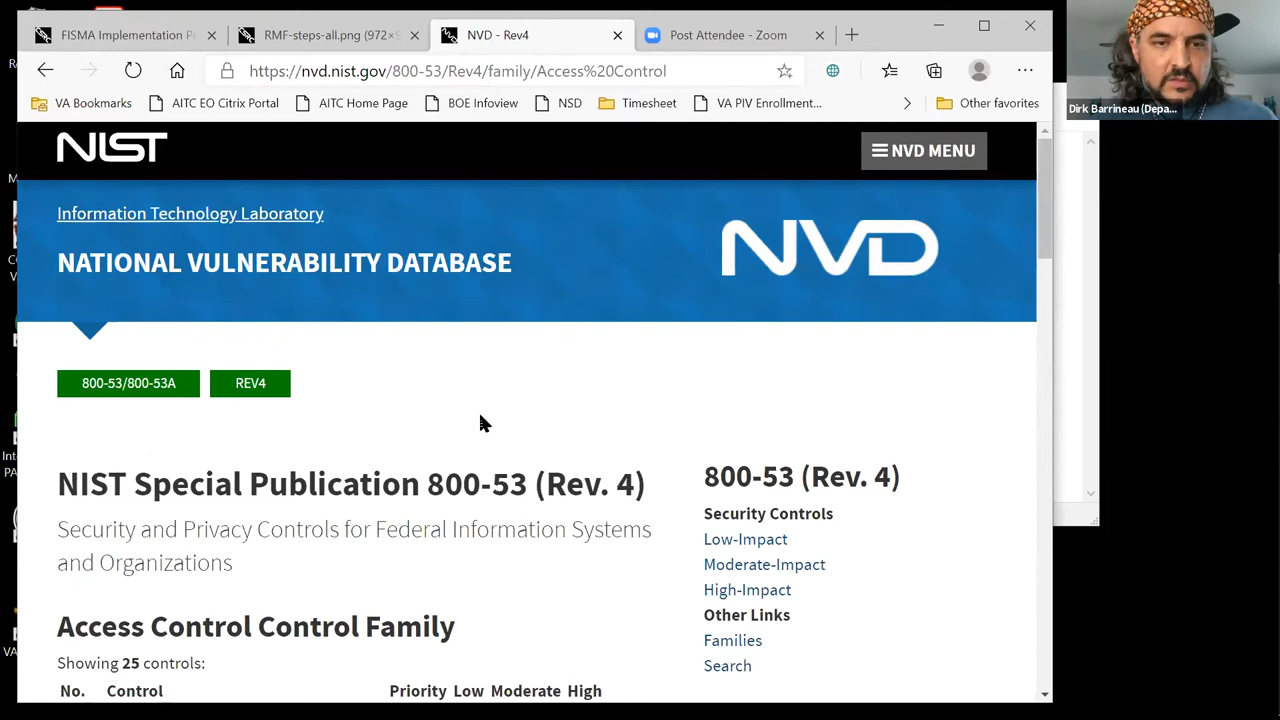 FISMA Implementation P
RMF-steps-all.png (972×9
NVD - Rev4
Post Attendee - Zoom
https://nvd.nist.gov/800-53/Rev4/family/Access%20Control
VA Bookmarks
AITC EO Citrix Portal
AITC Home Page
BOE Infoview
NSD
Timesheet
VA PIV Enrollment...
Other favorites
Dirk Barrineau (Depa...
NIST
NVD MENU
Information Technology Laboratory
NATIONAL VULNERABILITY DATABASE
NVD
800-53/800-53A
REV4
NIST Special Publication 800-53 (Rev. 4)
Security and Privacy Controls for Federal Information Systems
and Organizations
Access Control Control Family
Showing 25 controls:
No. Control Priority Low Moderate High
800-53 (Rev. 4)
Security Controls
Low-Impact
Moderate-Impact
High-Impact
Other Links
Families
Search